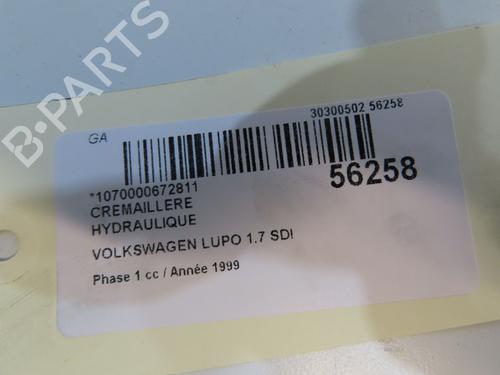 B-PARTS
GA
30300502 56258
*1070000672811
56258
CREMAILLERE
HYDRAULIQUE
VOLKSWAGEN LUPO 1.7 SDI
Phase 1 cc / Année 1999